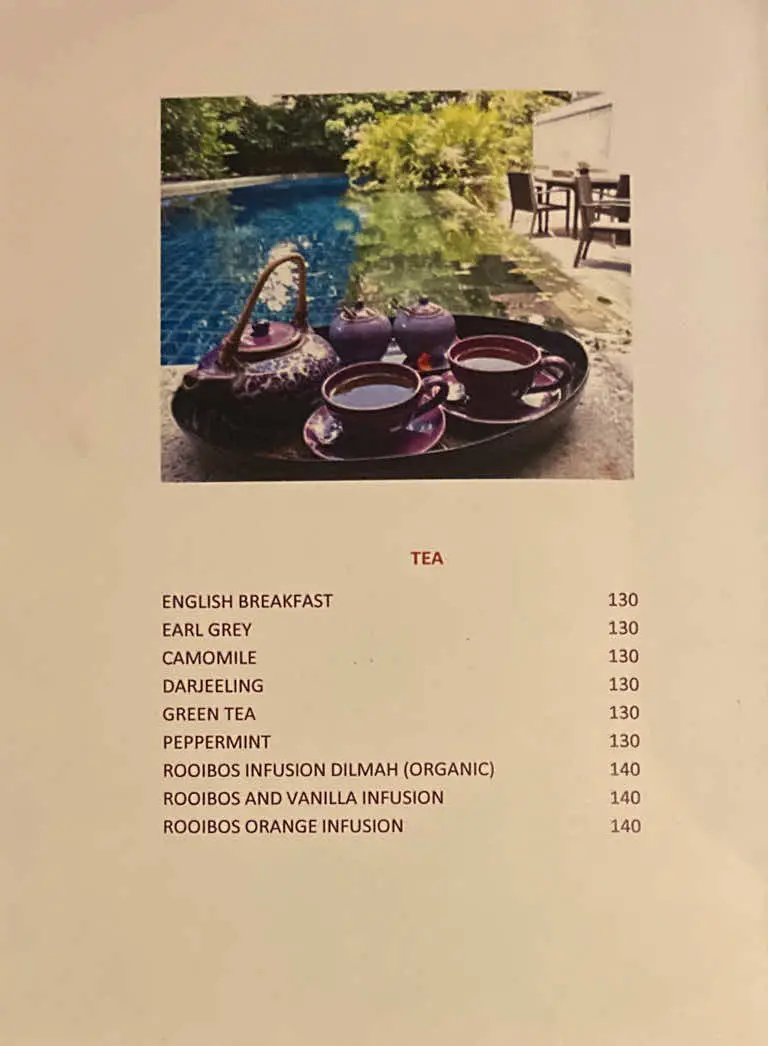 TEA
ENGLISH BREAKFAST 130
EARL GREY 130
CAMOMILE 130
DARJEELING 130
GREEN TEA 130
PEPPERMINT 130
ROOIBOS INFUSION DILMAH (ORGANIC) 140
ROOIBOS AND VANILLA INFUSION 140
ROOIBOS ORANGE INFUSION 140